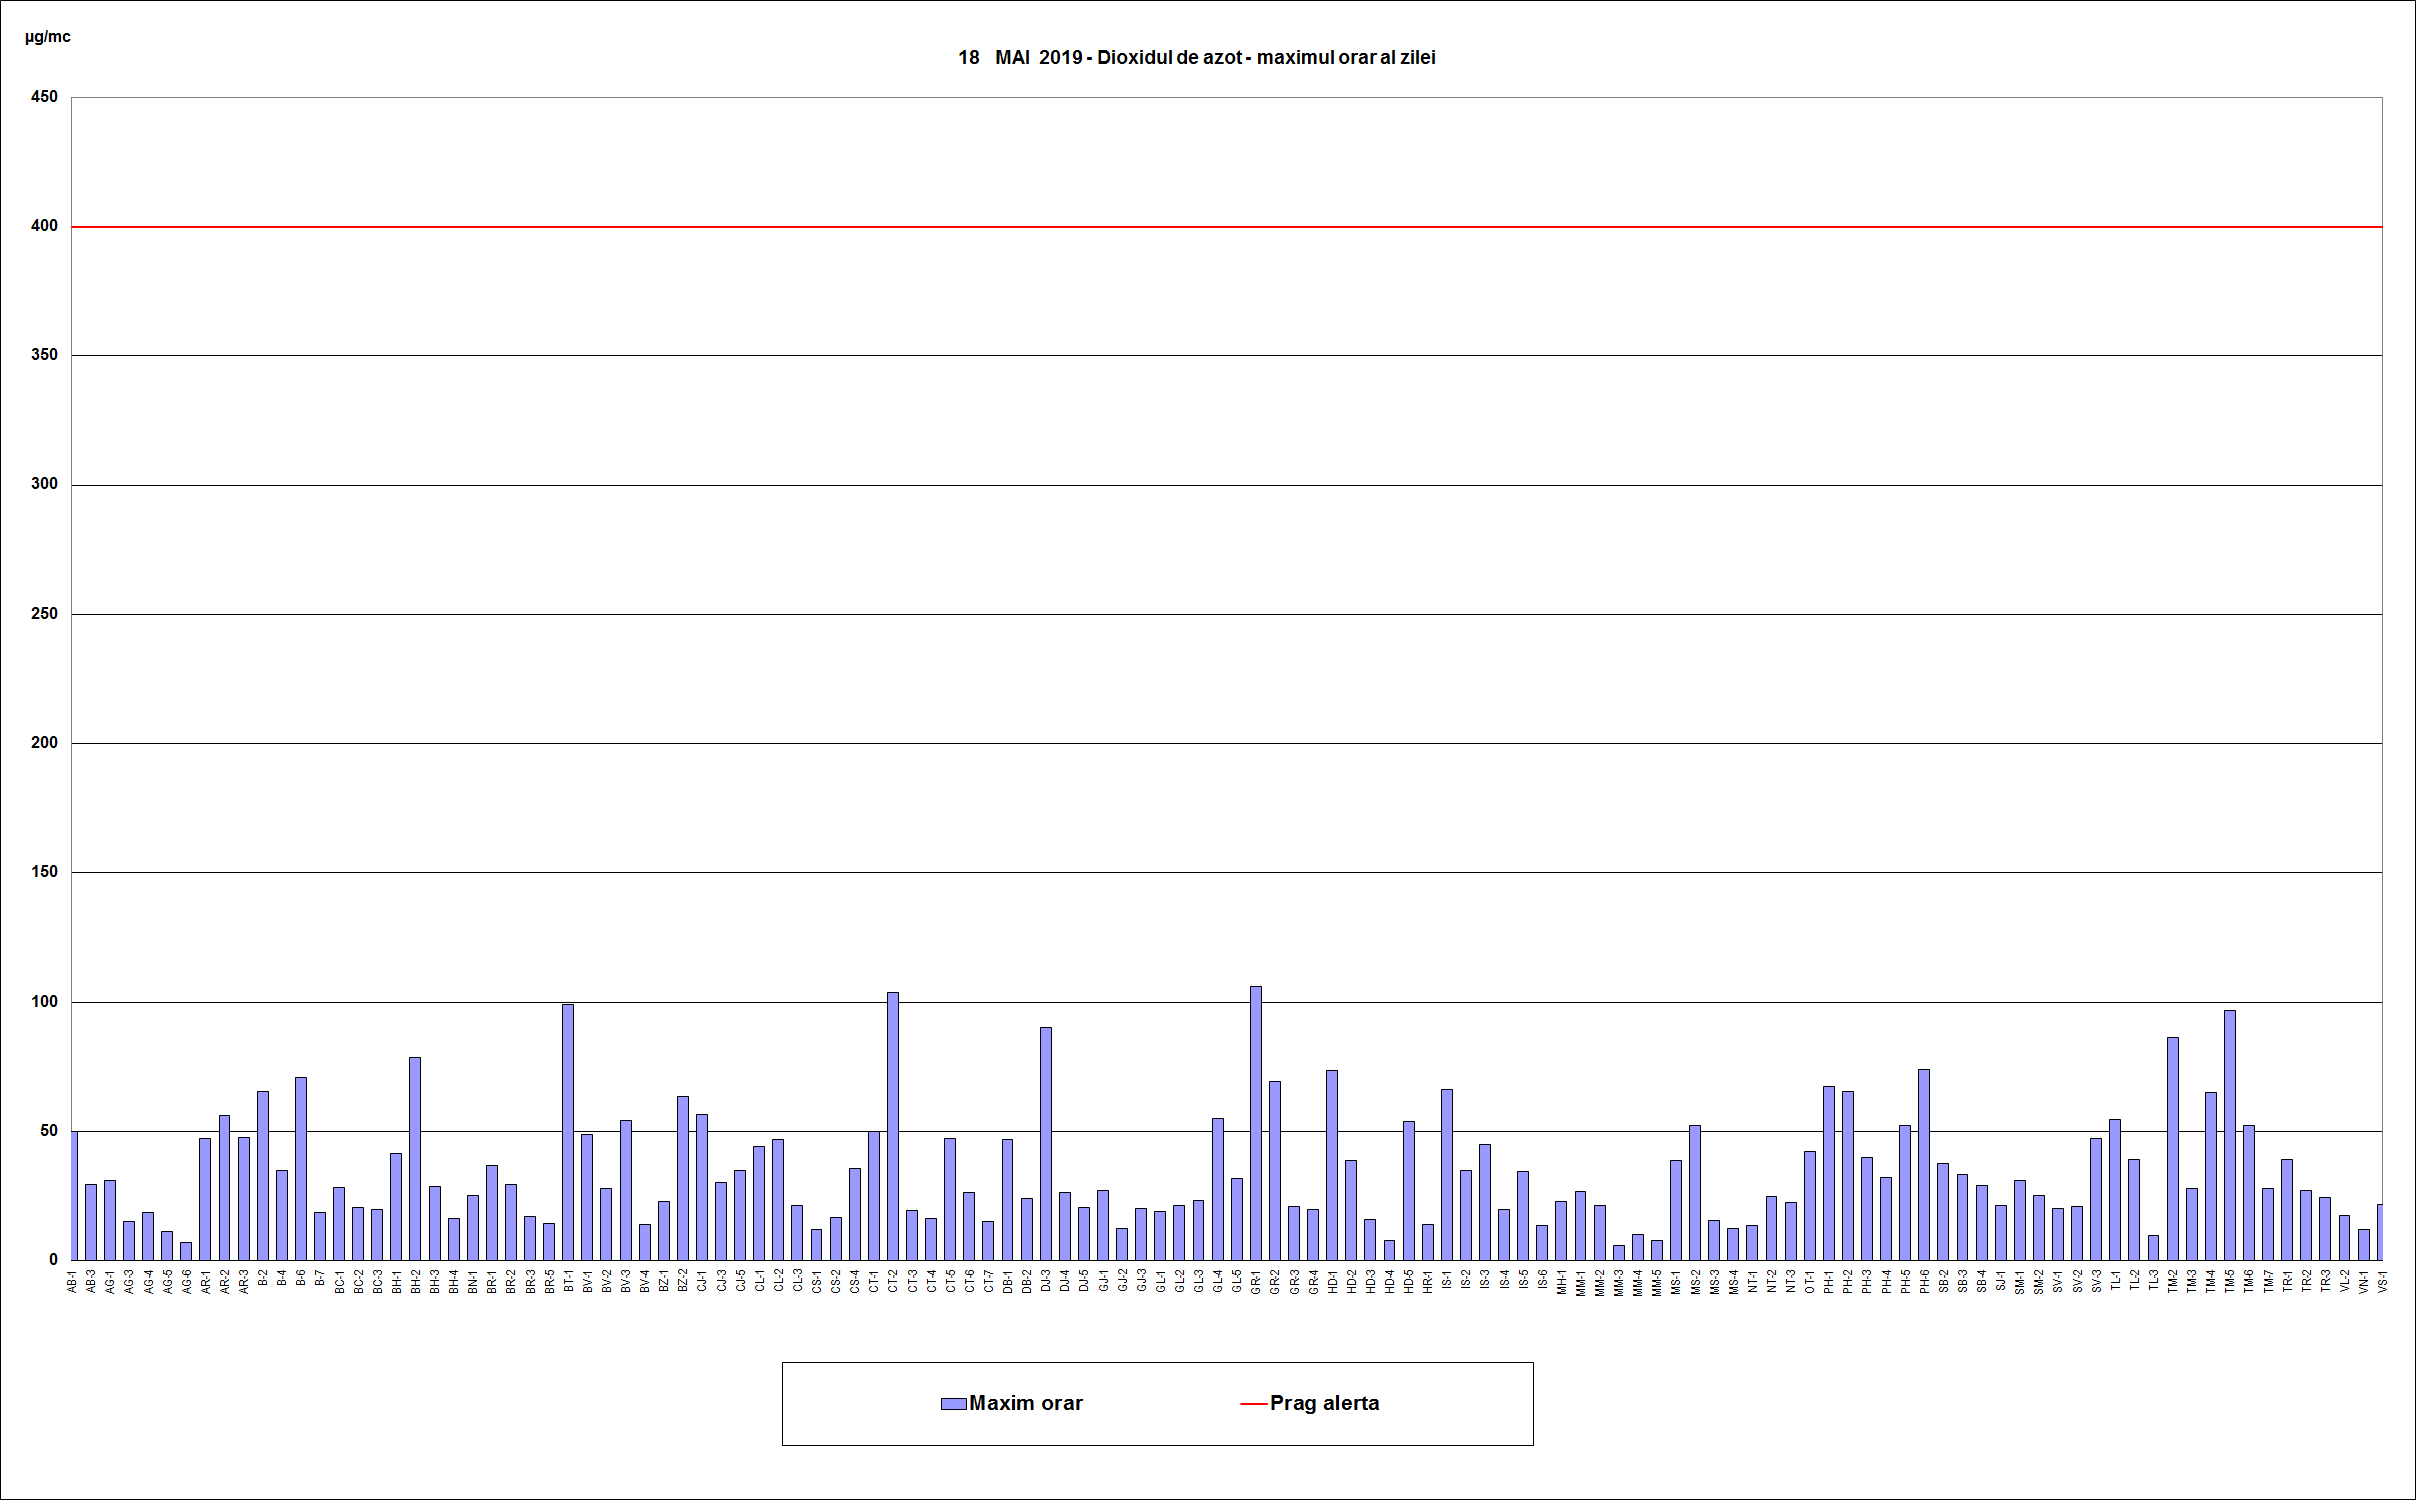 µg/mc
18 MAI 2019 - Dioxidul de azot - maximul orar al zilei
450
400
350
300
250
200
150
100
50
0
AB-1 AB-3 AG-1 AG-3 AG-4 AG-5 AG-6 AR-1 AR-2 AR-3 B-2 B-4 B-6 B-7 BC-1 BC-2 BC-3 BH-1 BH-2 BH-3 BH-4 BN-1 BR-1 BR-2 BR-3 BR-5 BT-1 BV-1 BV-2 BV-3 BV-4 BZ-1 BZ-2 CJ-1 CJ-3 CJ-5 CL-1 CL-2 CL-3 CS-1 CS-2 CS-4 CT-1 CT-2 CT-3 CT-4 CT-5 CT-6 CT-7 DB-1 DB-2 DJ-3 DJ-4 DJ-5 GJ-1 GJ-2 GJ-3 GL-1 GL-2 GL-3 GL-4 GL-5 GR-1 GR-2 GR-3 GR-4 HD-1 HD-2 HD-3 HD-4 HD-5 HR-1 IS-1 IS-2 IS-3 IS-4 IS-5 IS-6 MH-1 MM-1 MM-2 MM-3 MM-4 MM-5 MS-1 MS-2 MS-3 MS-4 NT-1 NT-2 NT-3 OT-1 PH-1 PH-2 PH-3 PH-4 PH-5 PH-6 SB-2 SB-3 SB-4 SJ-1 SM-1 SM-2 SV-1 SV-2 SV-3 TL-1 TL-2 TL-3 TM-2 TM-3 TM-4 TM-5 TM-6 TM-7 TR-1 TR-2 TR-3 VL-2 VN-1 VS-1
Maxim orar Prag alerta